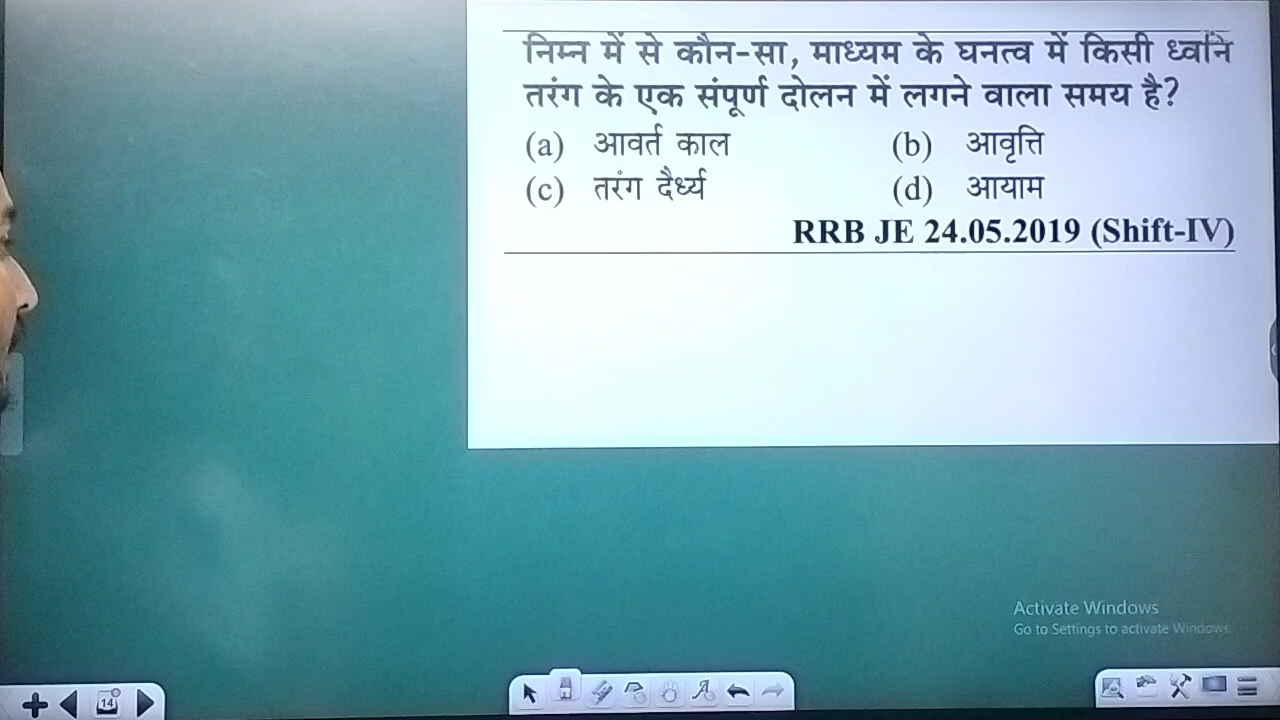 निम्न में से कौन-सा, माध्यम के घनत्व में किसी ध्वनि
तरंग के एक संपूर्ण दोलन में लगने वाला समय है?
(a) आवर्त काल (b) आवृत्ति
(c) तरंग दैर्ध्य (d) आयाम
RRB JE 24.05.2019 (Shift-IV)
Activate Windows
Go to Settings to activate Windows.
14